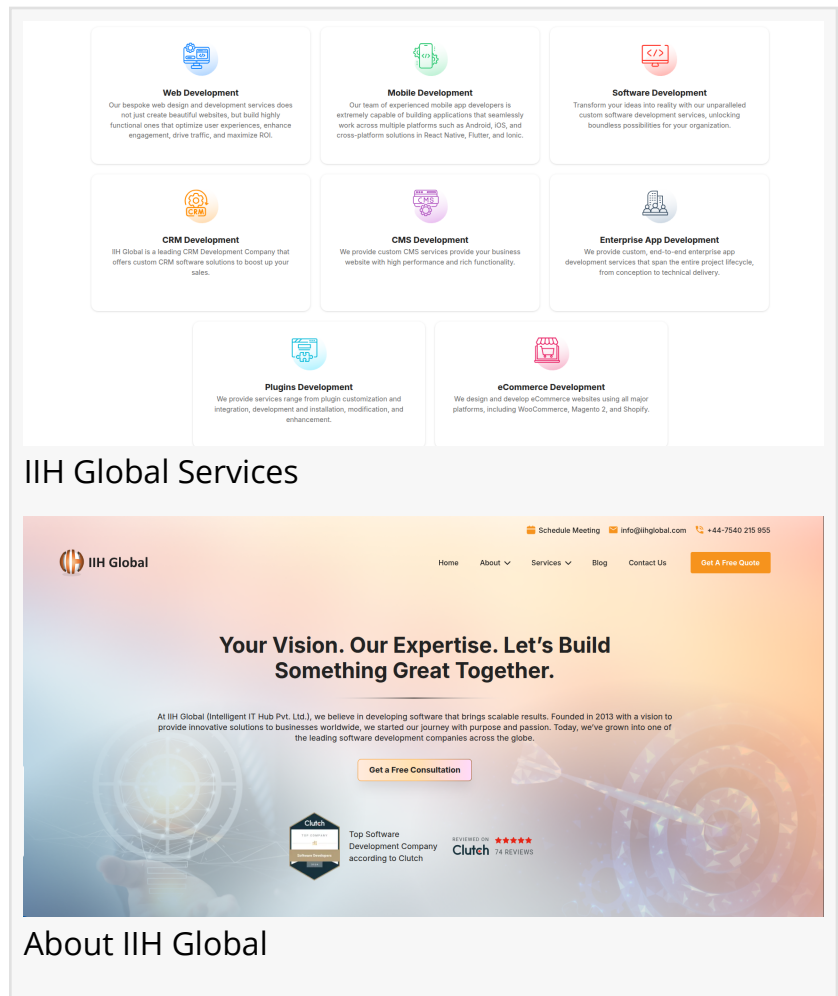 Web Development
Our bespoke web design and development services does
not just create beautiful websites, but build highly
functional ones that optimize user experiences, enhance
engagement, drive traffic, and maximize ROI.
Mobile Development
Our team of experienced mobile app developers is
extremely capable of building applications that seamlessly
work across multiple platforms such as Android, iOS, and
cross-platform solutions in React Native, Flutter, and Ionic.
Software Development
Transform your ideas into reality with our unparalleled
custom software development services, unlocking
boundless possibilities for your organization.
CRM
CRM Development
IIH Global is a leading CRM Development Company that
offers custom CRM software solutions to boost up your
sales.
CMS
CMS Development
We provide custom CMS services provide your business
website with high performance and rich functionality.
Enterprise App Development
We provide custom, end-to-end enterprise app
development services that span the entire project lifecycle,
from conception to technical delivery.
Plugins Development
We provide services range from plugin customization and
integration, development and installation, modification, and
enhancement.
eCommerce Development
We design and develop eCommerce websites using all major
platforms, including WooCommerce, Magento 2, and Shopify.
IIH Global Services
Schedule Meeting info@iihglobal.com +44-7540 215 955
IIH Global
Home About Services Blog Contact Us Get A Free Quote
Your Vision. Our Expertise. Let's Build
Something Great Together.
At IIH Global (Intelligent IT Hub Pvt. Ltd.), we believe in developing software that brings scalable results. Founded in 2013 with a vision to
provide innovative solutions to businesses worldwide, we started our journey with purpose and passion. Today, we've grown into one of
the leading software development companies across the globe.
Get a Free Consultation
Clutch
TOP COMPANY
Software Developers
Top Software
Development Company
according to Clutch
REVIEWED ON
Clutch 74 REVIEWS
About IIH Global